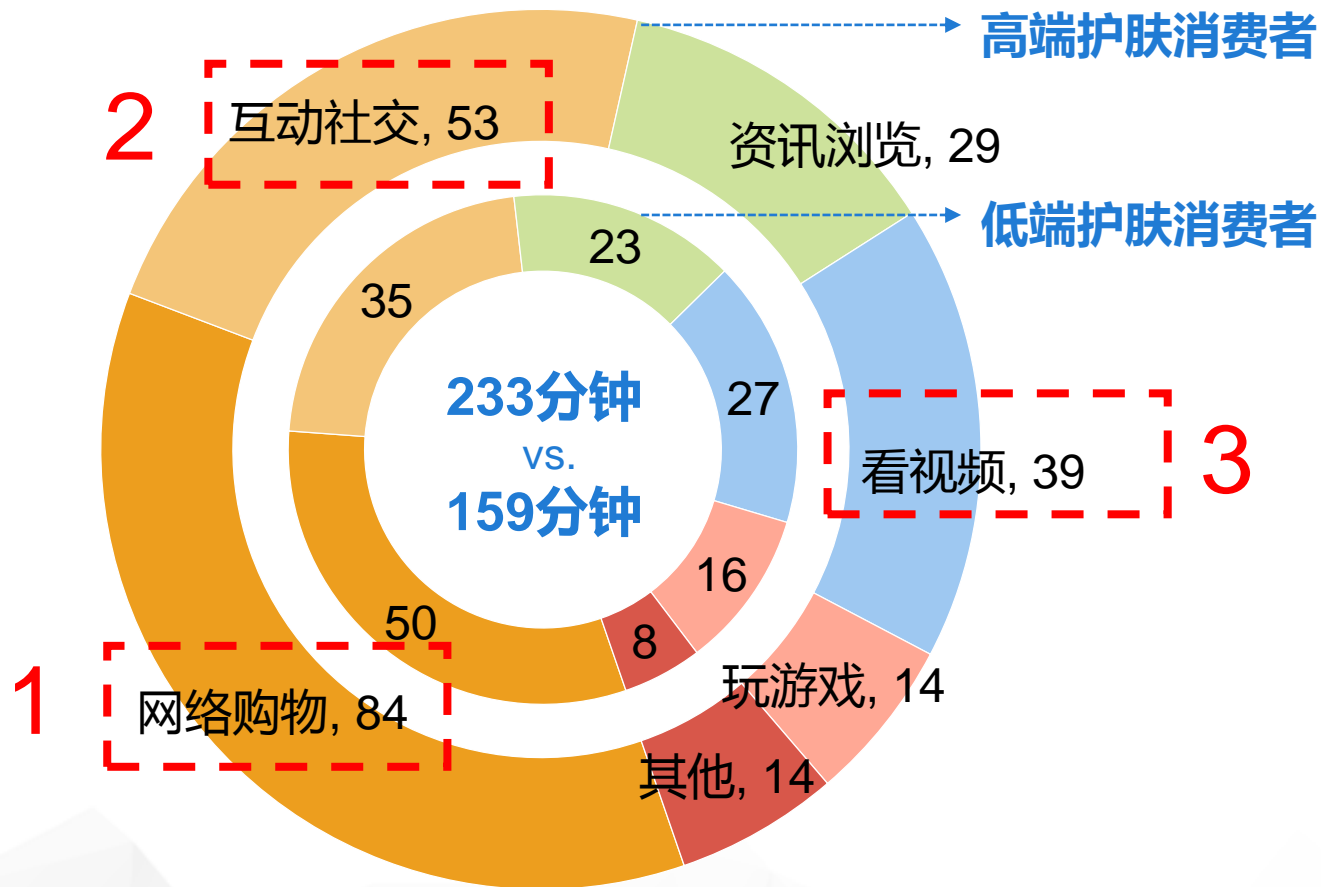 高端护肤消费者
2
互动社交, 53
资讯浏览, 29
低端护肤消费者
23
35
233分钟
vs.
159分钟
27
看视频, 39
3
16
50
8
1
网络购物, 84
玩游戏, 14
其他, 14